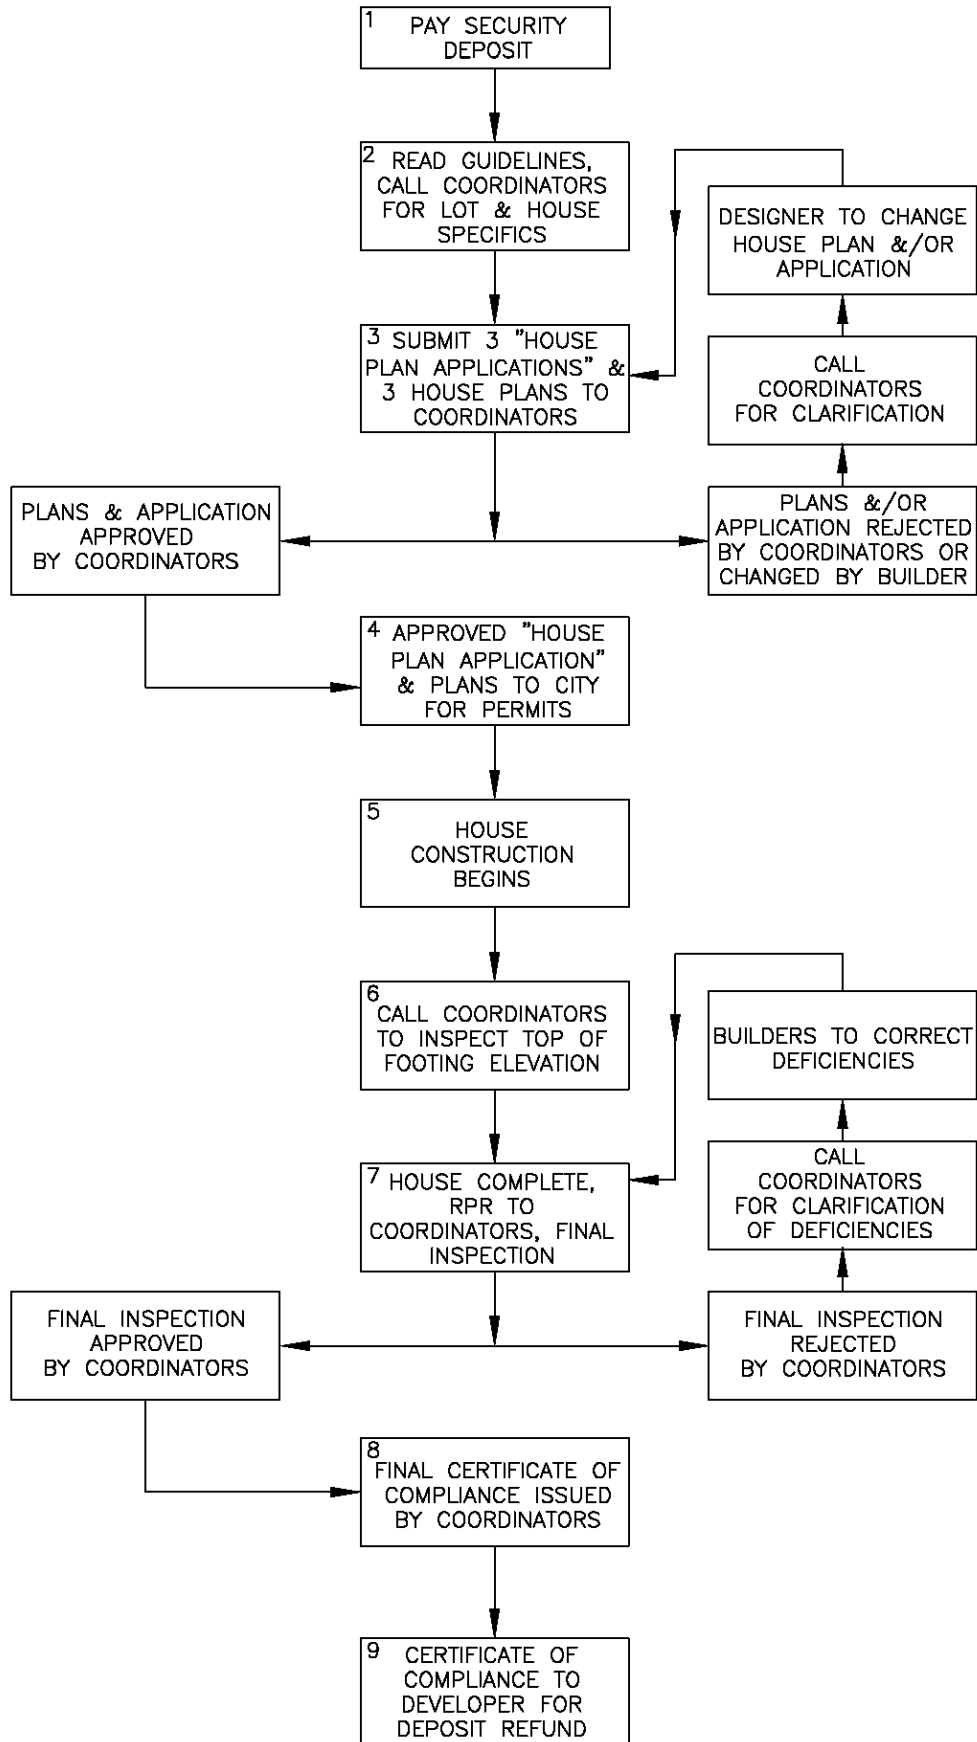 1 PAY SECURITY
DEPOSIT
2 READ GUIDELINES,
CALL COORDINATORS
FOR LOT & HOUSE
SPECIFICS
DESIGNER TO CHANGE
HOUSE PLAN &/OR
APPLICATION
3 SUBMIT 3 "HOUSE
PLAN APPLICATIONS" &
3 HOUSE PLANS TO
COORDINATORS
CALL
COORDINATORS
FOR CLARIFICATION
PLANS & APPLICATION
APPROVED
BY COORDINATORS
PLANS &/OR
APPLICATION REJECTED
BY COORDINATORS OR
CHANGED BY BUILDER
4 APPROVED "HOUSE
PLAN APPLICATION"
& PLANS TO CITY
FOR PERMITS
5
HOUSE
CONSTRUCTION
BEGINS
6
CALL COORDINATORS
TO INSPECT TOP OF
FOOTING ELEVATION
BUILDERS TO CORRECT
DEFICIENCIES
7 HOUSE COMPLETE,
RPR TO
COORDINATORS, FINAL
INSPECTION
CALL
COORDINATORS
FOR CLARIFICATION
OF DEFICIENCIES
FINAL INSPECTION
APPROVED
BY COORDINATORS
FINAL INSPECTION
REJECTED
BY COORDINATORS
8
FINAL CERTIFICATE OF
COMPLIANCE ISSUED
BY COORDINATORS
9 CERTIFICATE OF
COMPLIANCE TO
DEVELOPER FOR
DEPOSIT REFUND